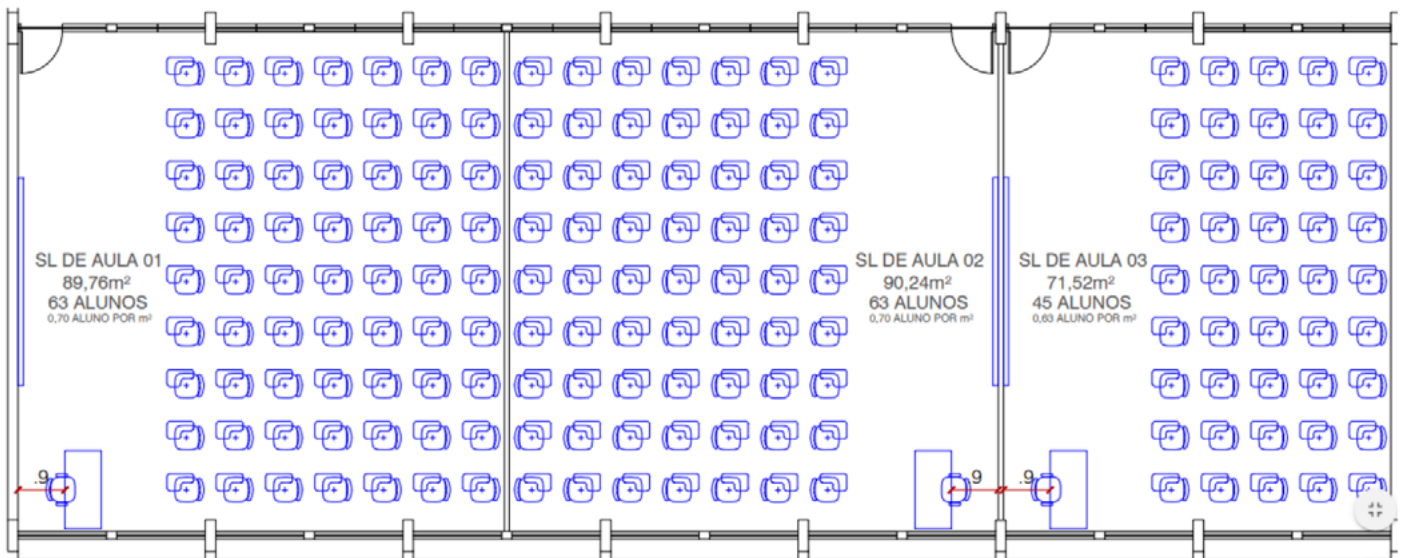 SL DE AULA 01
89,76m²
63 ALUNOS
0,70 ALUNO POR m²
SL DE AULA 02
90,24m²
63 ALUNOS
0,70 ALUNO POR m²
SL DE AULA 03
71,52m²
45 ALUNOS
0,63 ALUNO POR m²
.9
.9
.9